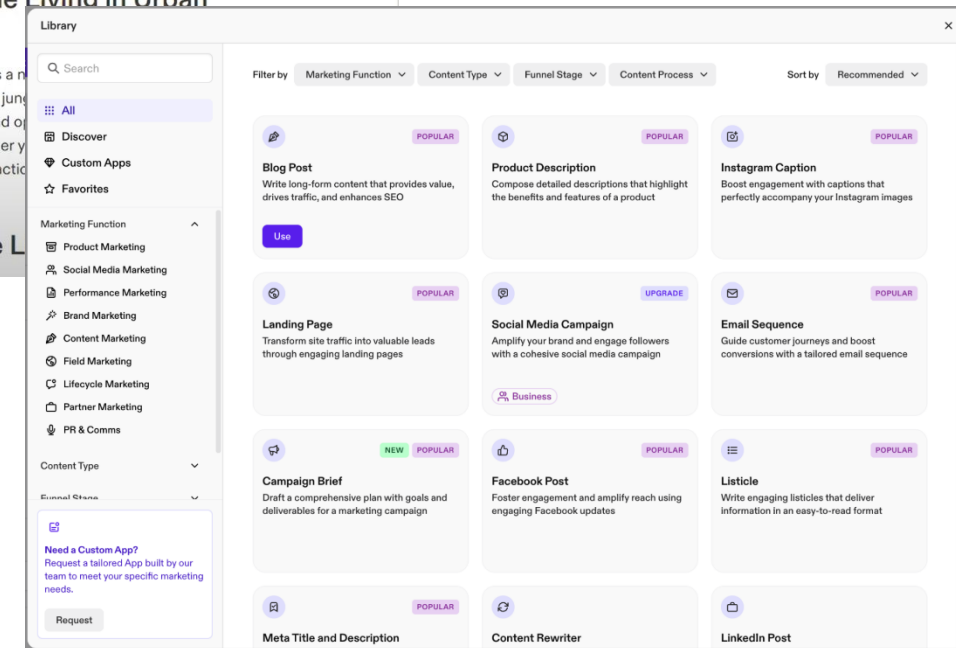 Living in Urban
Library
Search
All
Discover
Custom Apps
Favorites
Marketing Function
Product Marketing
Social Media Marketing
Performance Marketing
Brand Marketing
Content Marketing
Field Marketing
Lifecycle Marketing
Partner Marketing
PR & Comms
Content Type
Funnel Stage
Need a Custom App?
Request a tailored App built by our
team to meet your specific marketing
needs.
Request
Filter by Marketing Function Content Type Funnel Stage Content Process Sort by Recommended
POPULAR
Blog Post
Write long-form content that provides value,
drives traffic, and enhances SEO
Use
POPULAR
Product Description
Compose detailed descriptions that highlight
the benefits and features of a product
POPULAR
Instagram Caption
Boost engagement with captions that
perfectly accompany your Instagram images
POPULAR
Landing Page
Transform site traffic into valuable leads
through engaging landing pages
UPGRADE
Social Media Campaign
Amplify your brand and engage followers
with a cohesive social media campaign
Business
POPULAR
Email Sequence
Guide customer journeys and boost
conversions with a tailored email sequence
NEW POPULAR
Campaign Brief
Draft a comprehensive plan with goals and
deliverables for a marketing campaign
POPULAR
Facebook Post
Foster engagement and amplify reach using
engaging Facebook updates
POPULAR
Listicle
Write engaging listicles that deliver
information in an easy-to-read format
POPULAR
Meta Title and Description
Content Rewriter
LinkedIn Post